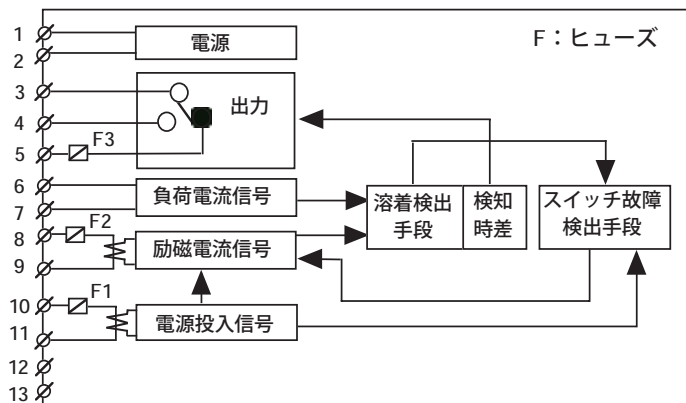 F：ヒューズ
1
2
電源
3
4
5
F3
出力
6
7
負荷電流信号
8
9
F2
励磁電流信号
溶着検出
手段
検知
時差
スイッチ故障
検出手段
10
11
F1
電源投入信号
12
13